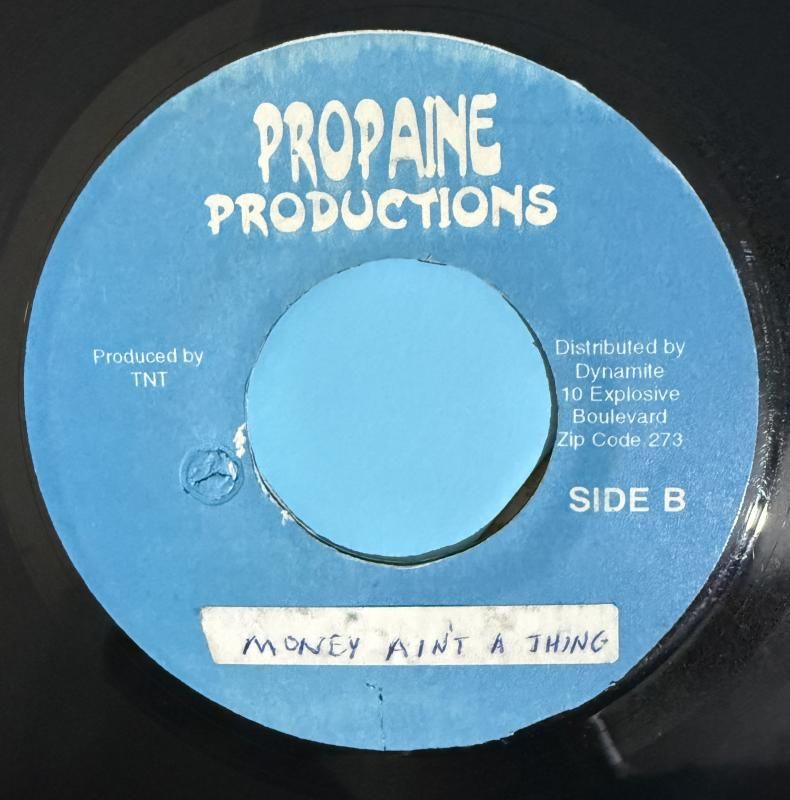 PROPAINE
PRODUCTIONS
Produced by
TNT
Distributed by
Dynamite
10 Explosive
Boulevard
Zip Code 273
SIDE B
MONEY AIN'T A THING